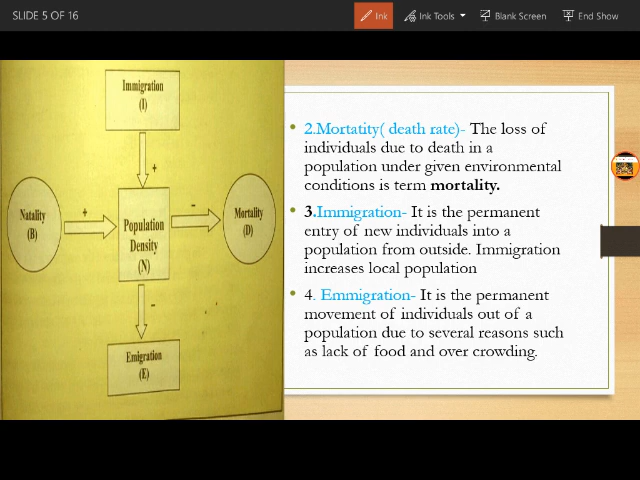 SLIDE 5 OF 16
Ink
Ink Tools
Blank Screen
End Show
Immigration
(I)
+
Natality
(B)
+
Population
Density
(N)
-
Mortality
(D)
-
Emigration
(E)
• 2.Mortatity( death rate)- The loss of
individuals due to death in a
population under given environmental
conditions is term mortality.
• 3.Immigration- It is the permanent
entry of new individuals into a
population from outside. Immigration
increases local population
• 4. Emmigration- It is the permanent
movement of individuals out of a
population due to several reasons such
as lack of food and over crowding.